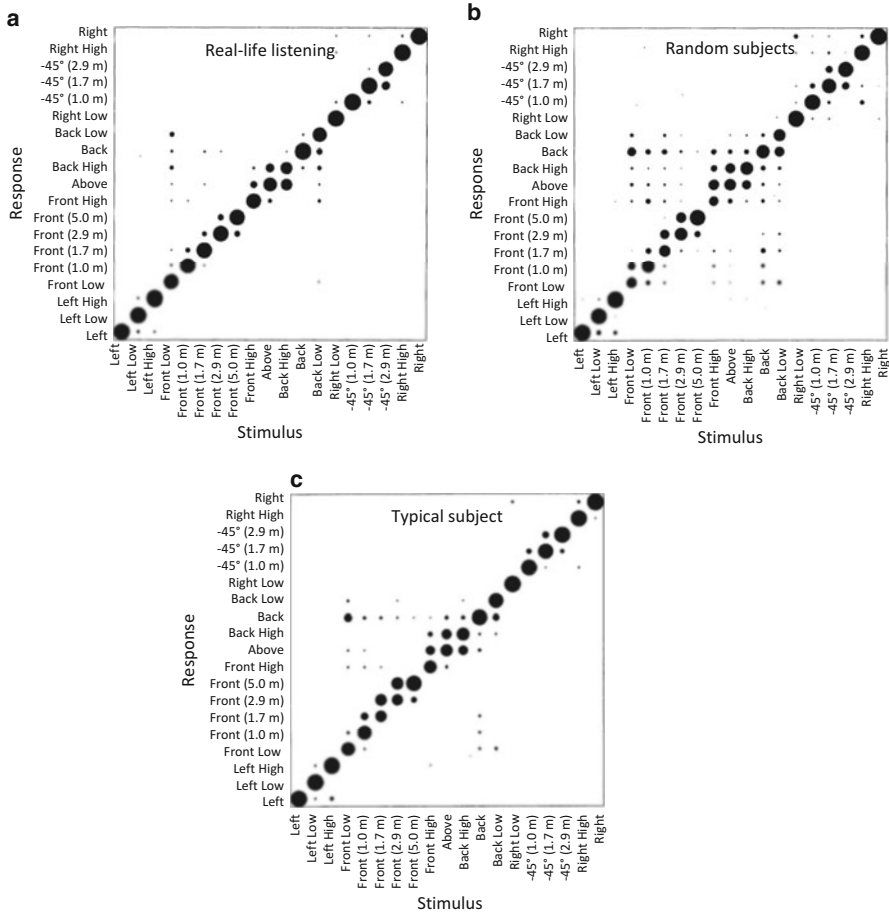 a
Real-life listening
Right
Right High
-45° (2.9 m)
-45° (1.7 m)
-45° (1.0 m)
Right Low
Back Low
Back
Back High
Above
Front High
Front (5.0 m)
Front (2.9 m)
Front (1.7 m)
Front (1.0 m)
Front Low
Left High
Left Low
Left
Response
Left
Left Low
Left High
Front Low
Front (1.0 m)
Front (1.7 m)
Front (2.9 m)
Front (5.0 m)
Front High
Above
Back High
Back
Back Low
Right Low
-45° (1.0 m)
-45° (1.7 m)
-45° (2.9 m)
Right High
Right
Stimulus
b
Random subjects
Right
Right High
-45° (2.9 m)
-45° (1.7 m)
-45° (1.0 m)
Right Low
Back Low
Back
Back High
Above
Front High
Front (5.0 m)
Front (2.9 m)
Front (1.7 m)
Front (1.0 m)
Front Low
Left High
Left Low
Left
Response
Left
Left Low
Left High
Front Low
Front (1.0 m)
Front (1.7 m)
Front (2.9 m)
Front (5.0 m)
Front High
Above
Back High
Back
Back Low
Right Low
-45° (1.0 m)
-45° (1.7 m)
-45° (2.9 m)
Right High
Right
Stimulus
c
Typical subject
Right
Right High
-45° (2.9 m)
-45° (1.7 m)
-45° (1.0 m)
Right Low
Back Low
Back
Back High
Above
Front High
Front (5.0 m)
Front (2.9 m)
Front (1.7 m)
Front (1.0 m)
Front Low
Left High
Left Low
Left
Response
Left
Left Low
Left High
Front Low
Front (1.0 m)
Front (1.7 m)
Front (2.9 m)
Front (5.0 m)
Front High
Above
Back High
Back
Back Low
Right Low
-45° (1.0 m)
-45° (1.7 m)
-45° (2.9 m)
Right High
Right
Stimulus